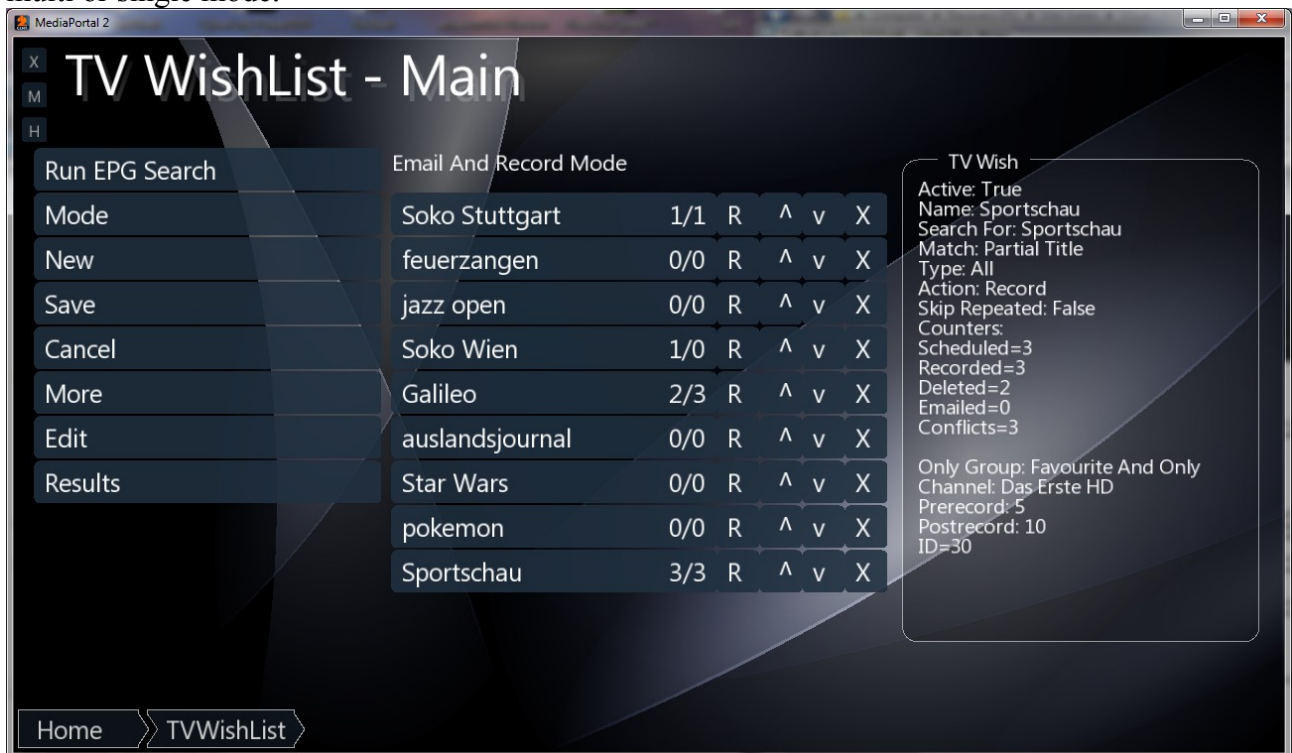 multi or single mode.
MediaPortal 2
X
M
H
TV WishList - Main
Run EPG Search
Mode
New
Save
Cancel
More
Edit
Results
Email And Record Mode
Soko Stuttgart 1/1 R ^ v X
feuerzangen 0/0 R ^ v X
jazz open 0/0 R ^ v X
Soko Wien 1/0 R ^ v X
Galileo 2/3 R ^ v X
auslandsjournal 0/0 R ^ v X
Star Wars 0/0 R ^ v X
pokemon 0/0 R ^ v X
Sportschau 3/3 R ^ v X
TV Wish
Active: True
Name: Sportschau
Search For: Sportschau
Match: Partial Title
Type: All
Action: Record
Skip Repeated: False
Counters:
Scheduled=3
Recorded=3
Deleted=2
Emailed=0
Conflicts=3
Only Group: Favourite And Only
Channel: Das Erste HD
Prerecord: 5
Postrecord: 10
ID=30
Home
TVWishList